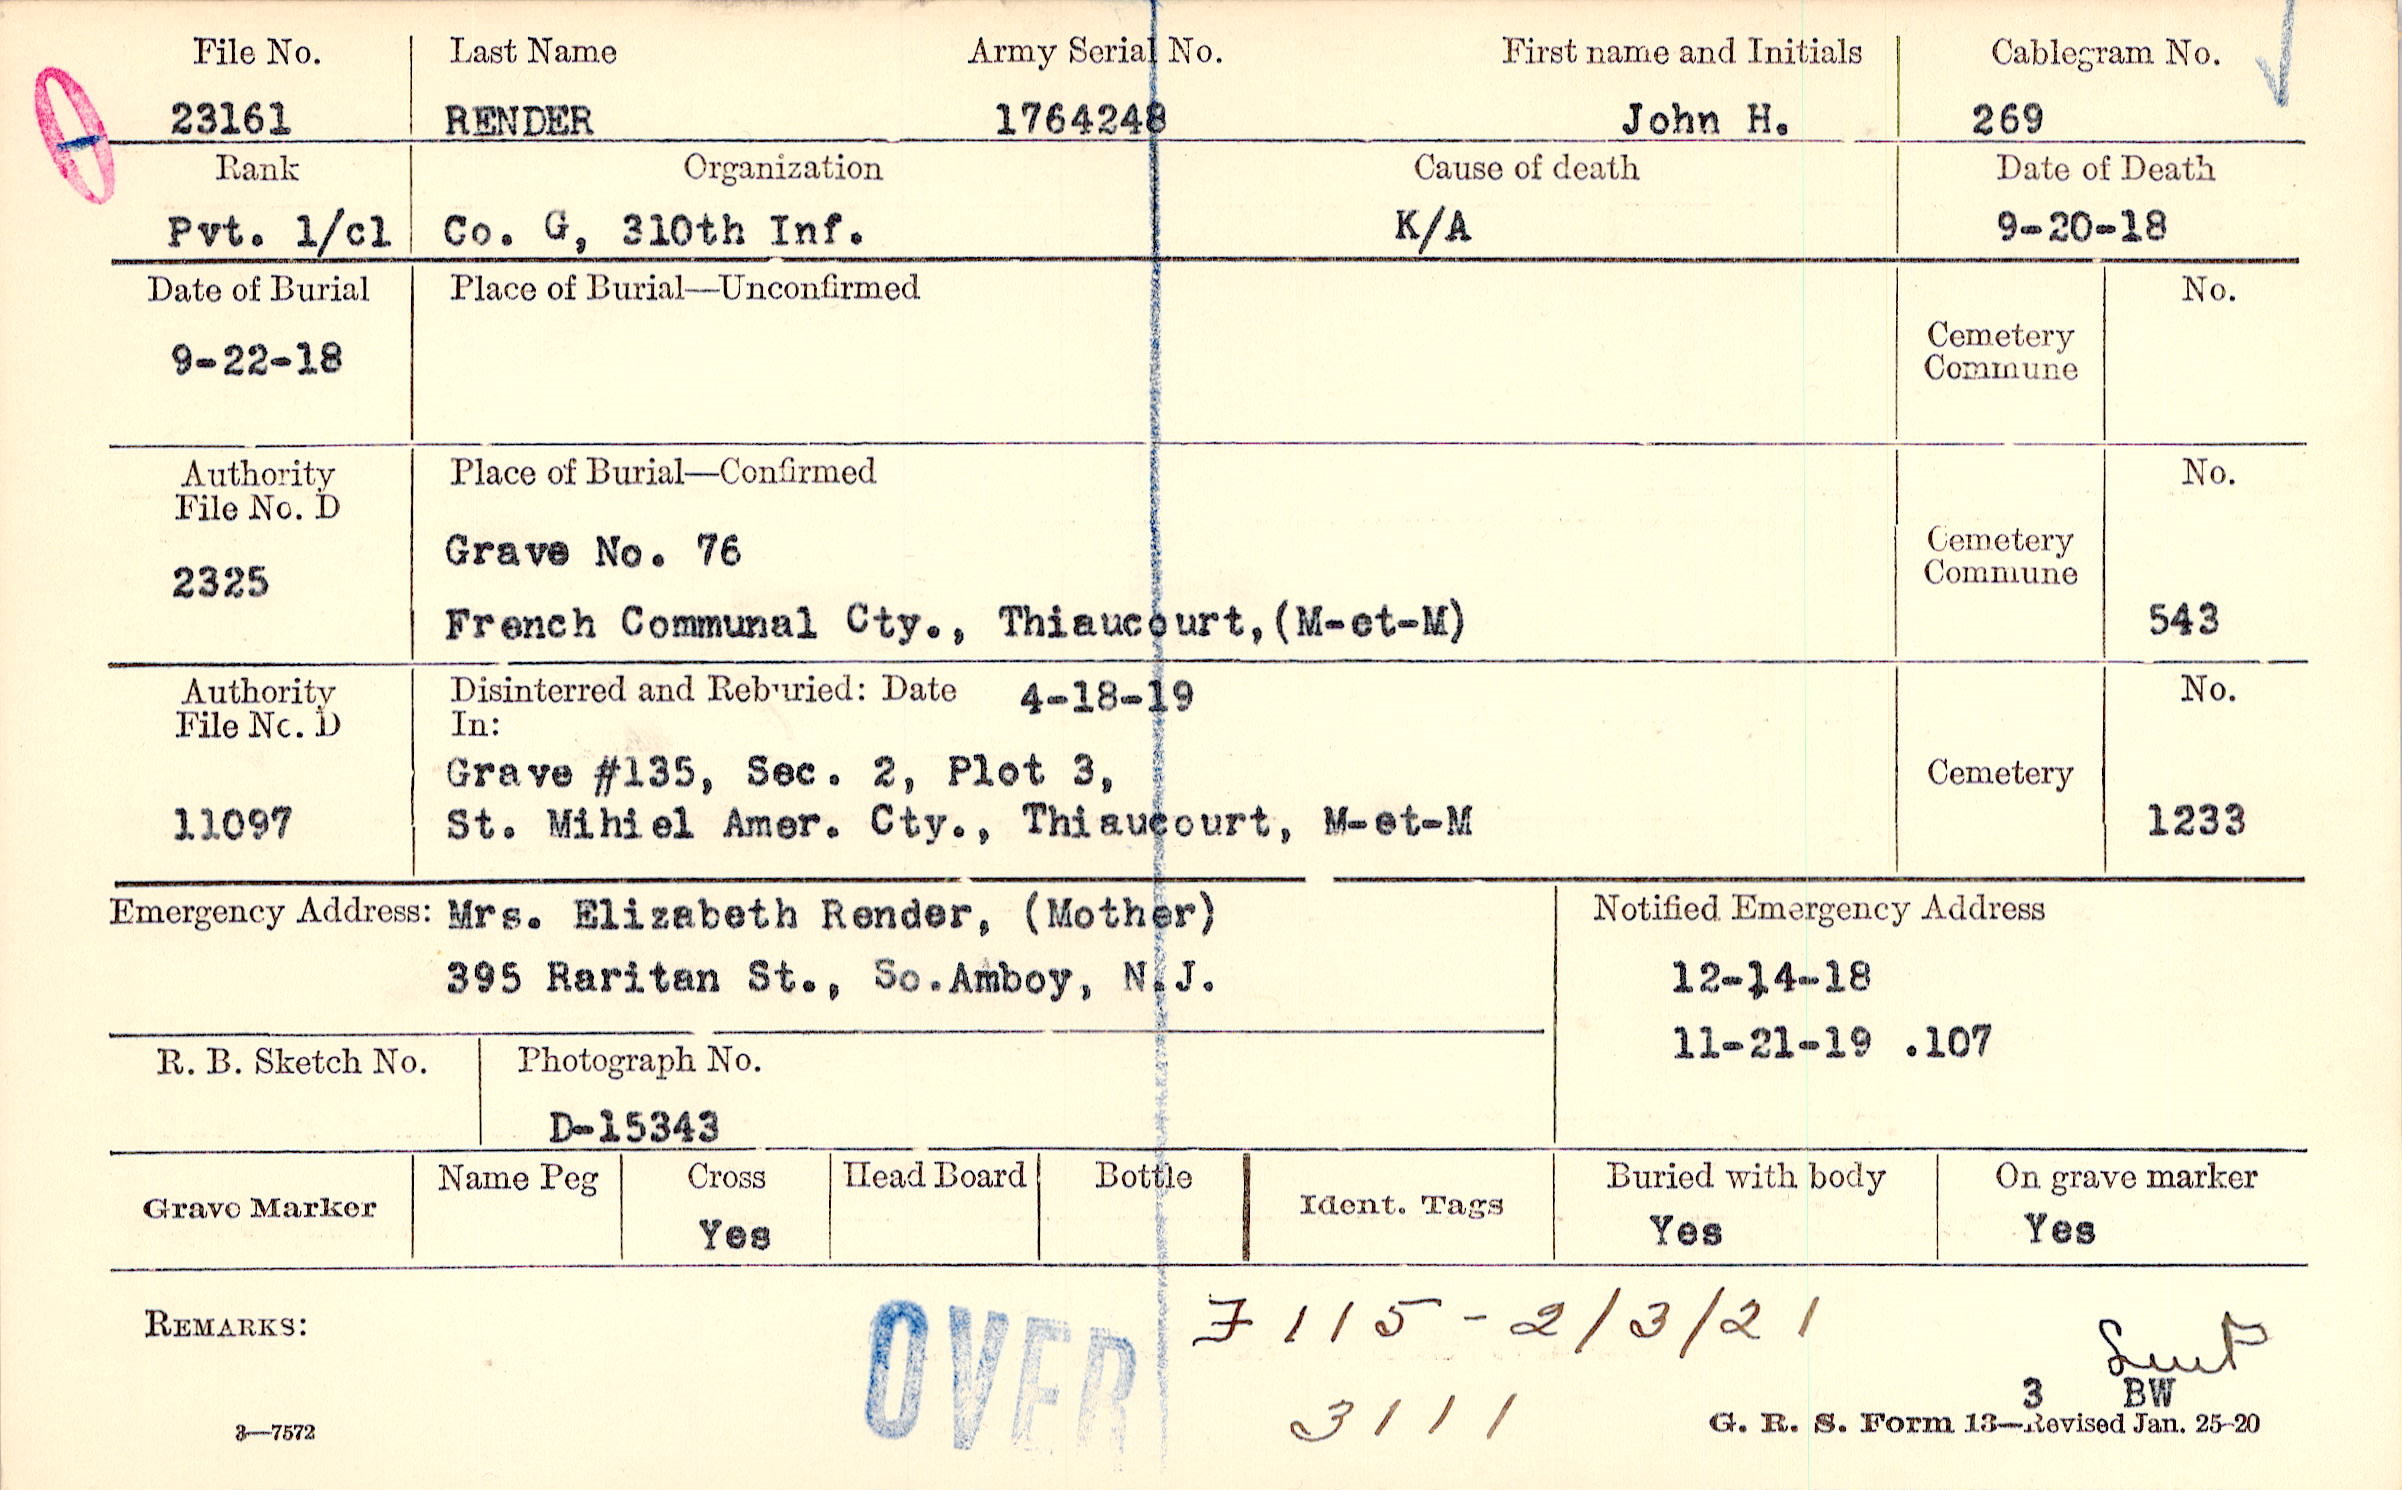 File No. Last Name Army Serial No. First name and Initials Cablegram No.
23161 RENDER 1764248 John H. 269
Rank Organization Cause of death Date of Death
Pvt. 1/cl Co. G, 310th Inf. K/A 9-20-18
Date of Burial Place of Burial—Unconfirmed No.
9-22-18 Cemetery
Commune
Authority Place of Burial—Confirmed No.
File No. D
Grave No. 76 Cemetery
2325 Commune
French Communal Cty., Thiaucourt,(M-et-M) 543
Authority Disinterred and Reburied: Date 4-18-19 No.
File No. D In:
Grave #135, Sec. 2, Plot 3, Cemetery
11097 St. Mihiel Amer. Cty., Thiaucourt, M-et-M 1233
Emergency Address: Mrs. Elizabeth Render, (Mother) Notified Emergency Address
395 Raritan St., So.Amboy, N.J. 12-14-18
11-21-19 .107
R. B. Sketch No. Photograph No.
D-15343
Grave Marker Name Peg Cross Head Board Bottle Ident. Tags Buried with body On grave marker
Yes Yes Yes
REMARKS: OVER F 115 - 2/3/21
3 BW
3111
3—7572 G. R. S. Form 13—Revised Jan. 25-20